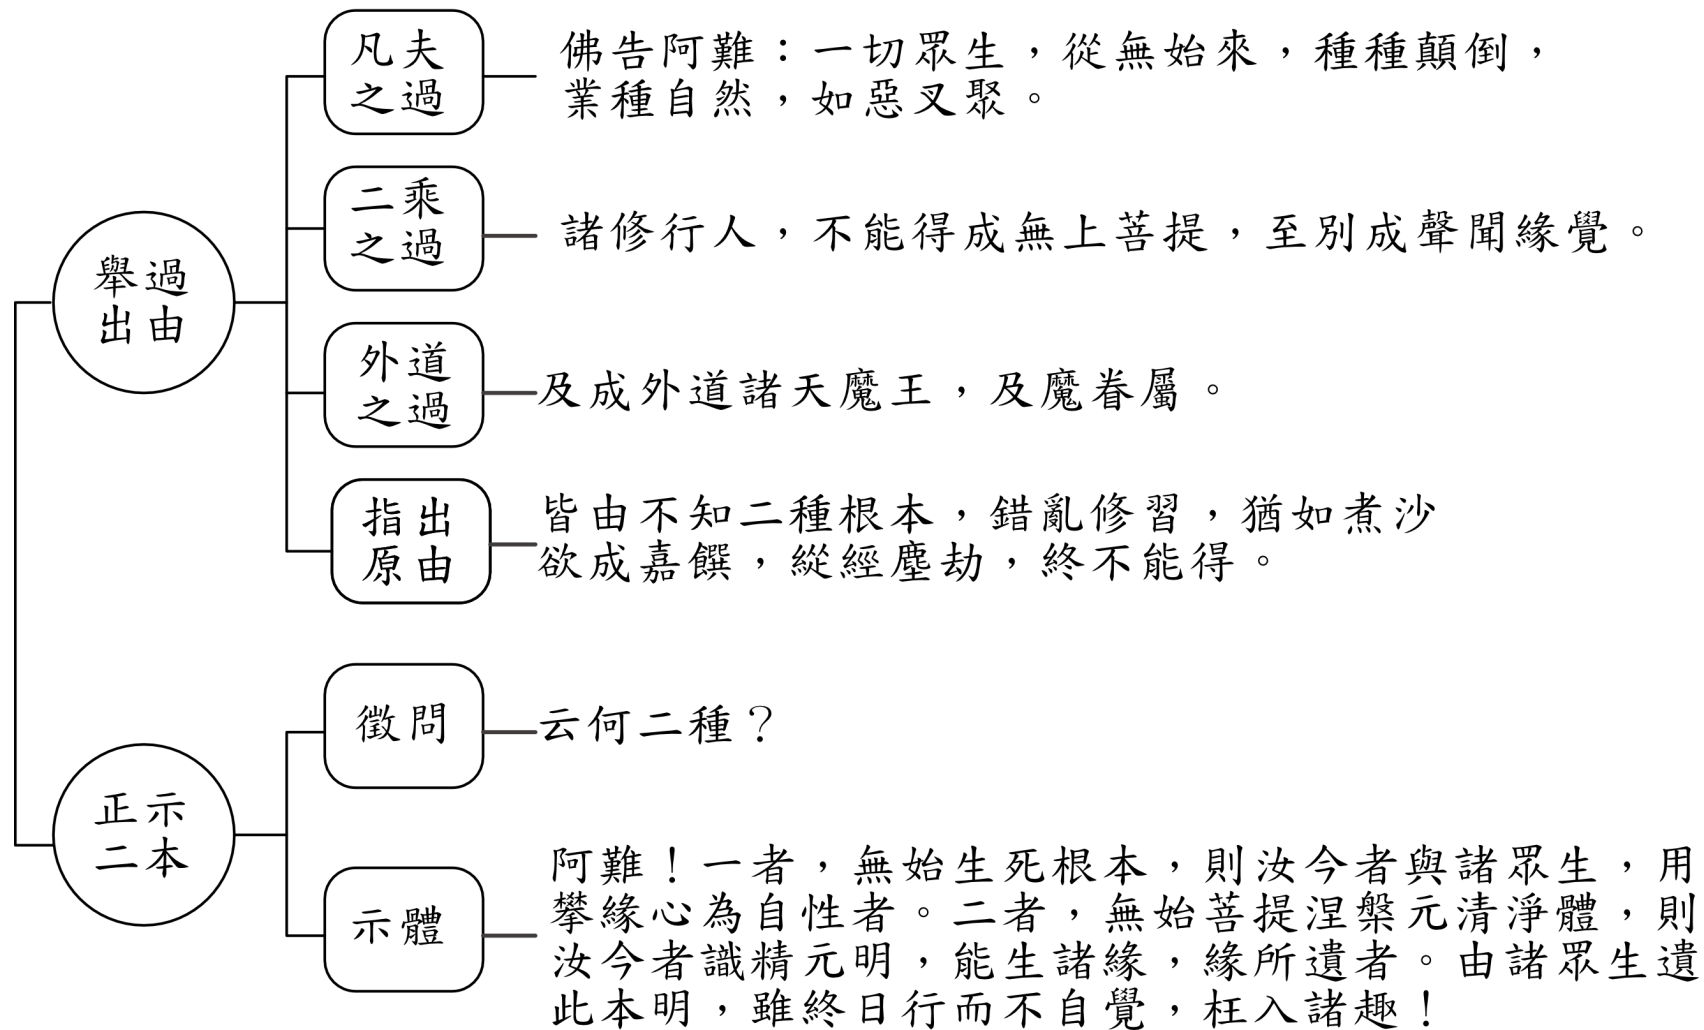 舉過
出由
凡夫
之過
佛告阿難：一切眾生，從無始來，種種顛倒，
業種自然，如惡叉聚。
二乘
之過
諸修行人，不能得成無上菩提，至別成聲聞緣覺。
外道
之過
及成外道諸天魔王，及魔眷屬。
指出
原由
皆由不知二種根本，錯亂修習，猶如煮沙
欲成嘉饌，縱經塵劫，終不能得。
正示
二本
徵問
云何二種？
示體
阿難！一者，無始生死根本，則汝今者與諸眾生，用
攀緣心為自性者。二者，無始菩提涅槃元清淨體，則
汝今者識精元明，能生諸緣，緣所遺者。由諸眾生遺
此本明，雖終日行而不自覺，枉入諸趣！